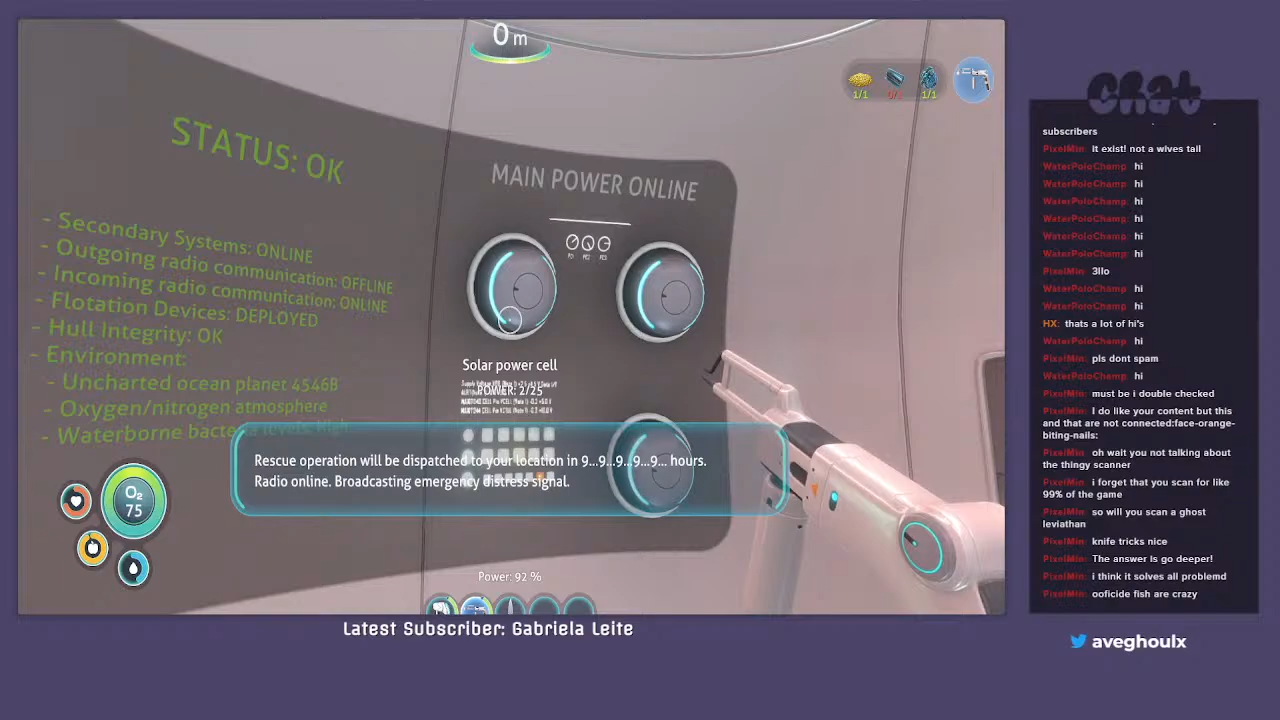 0 m
1/1
0/1
1/1
STATUS: OK
- Secondary Systems: ONLINE
- Outgoing radio communication: OFFLINE
- Incoming radio communication: ONLINE
- Flotation Devices: DEPLOYED
- Hull Integrity: OK
- Environment:
- Uncharted ocean planet 4546B
- Oxygen/nitrogen atmosphere
- Waterborne bacteria levels: High
MAIN POWER ONLINE
Solar power cell
POWER: 2/25
Rescue operation will be dispatched to your location in 9...9...9...9...9... hours.
Radio online. Broadcasting emergency distress signal.
O₂
75
Power: 92 %
Latest Subscriber: Gabriela Leite
Chat
subscribers
PixelMin: It exist! not a wives tail
WaterPoloChamp: hi
WaterPoloChamp: hi
WaterPoloChamp: hi
WaterPoloChamp: hi
WaterPoloChamp: hi
WaterPoloChamp: hi
PixelMin: 3llo
WaterPoloChamp: hi
WaterPoloChamp: hi
HX: thats a lot of hi's
WaterPoloChamp: hi
PixelMin: pls dont spam
WaterPoloChamp: hi
PixelMin: must be i double checked
PixelMin: I do like your content but this
and that are not connected:face-orange-
biting-nails:
PixelMin: oh wait you not talking about
the thingy scanner
PixelMin: i forget that you scan for like
99% of the game
PixelMin: so will you scan a ghost
leviathan
PixelMin: knife tricks nice
PixelMin: The answer is go deeper!
PixelMin: i think it solves all problemd
PixelMin: ooficide fish are crazy
aveghoulx